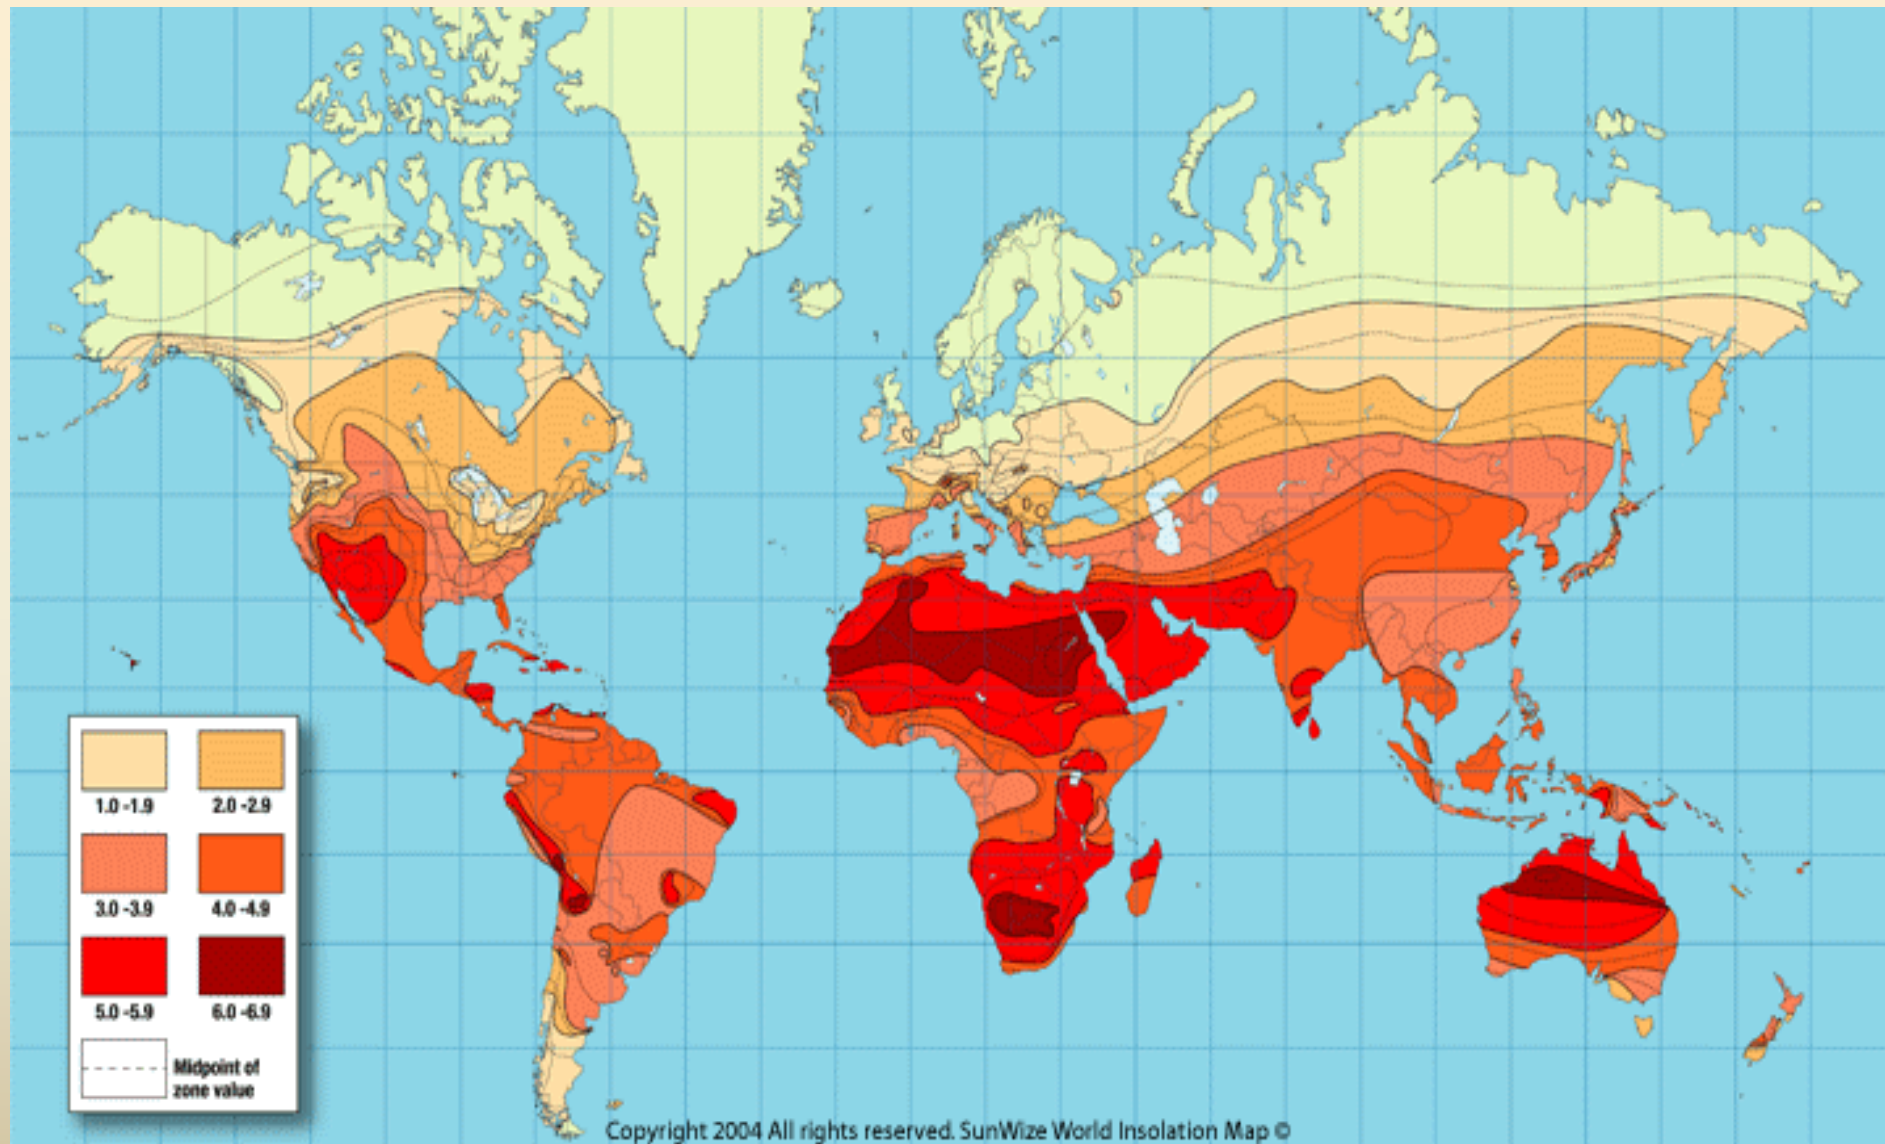 1.0 -1.9
2.0 -2.9
3.0 -3.9
4.0 -4.9
5.0 -5.9
6.0 -6.9
Midpoint of
zone value
Copyright 2004 All rights reserved. SunWize World Insolation Map ©